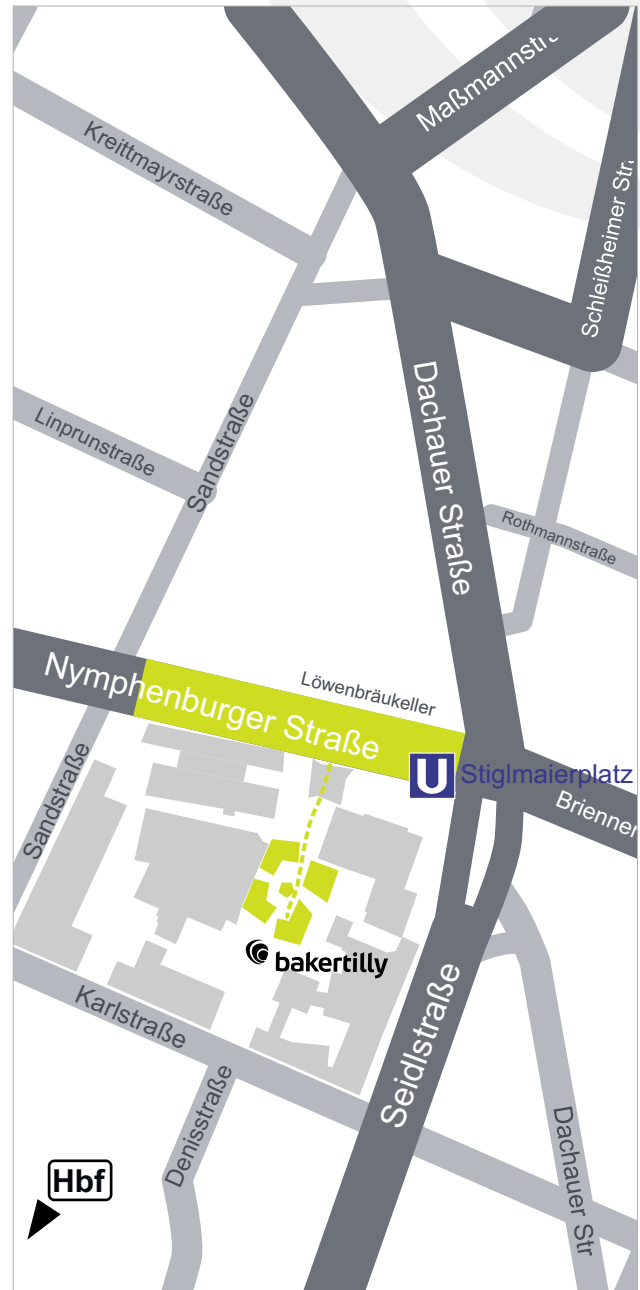 Maßmannstr
Kreittmayrstraße
Schleißheimer Str.
Dachauer Straße
Sandstraße
Linprunstraße
Rothmannstraße
Löwenbräukeller
Nymphenburger Straße
U Stiglmaierplatz
Brienner
Sandstraße
bakertilly
Karlstraße
Seidlstraße
Denisstraße
Dachauer Str
Hbf